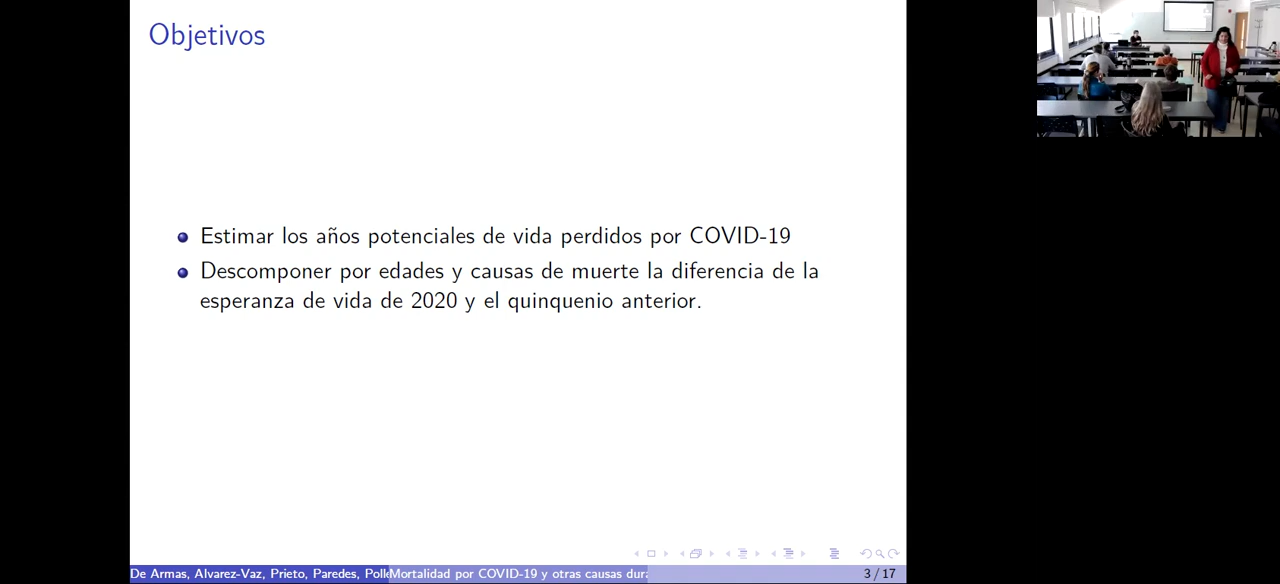 Objetivos
Estimar los años potenciales de vida perdidos por COVID-19
Descomponer por edades y causas de muerte la diferencia de la
esperanza de vida de 2020 y el quinquenio anterior.
De Armas, Alvarez-Vaz, Prieto, Paredes, Mortalidad por COVID-19 y otras causas 3 / 17